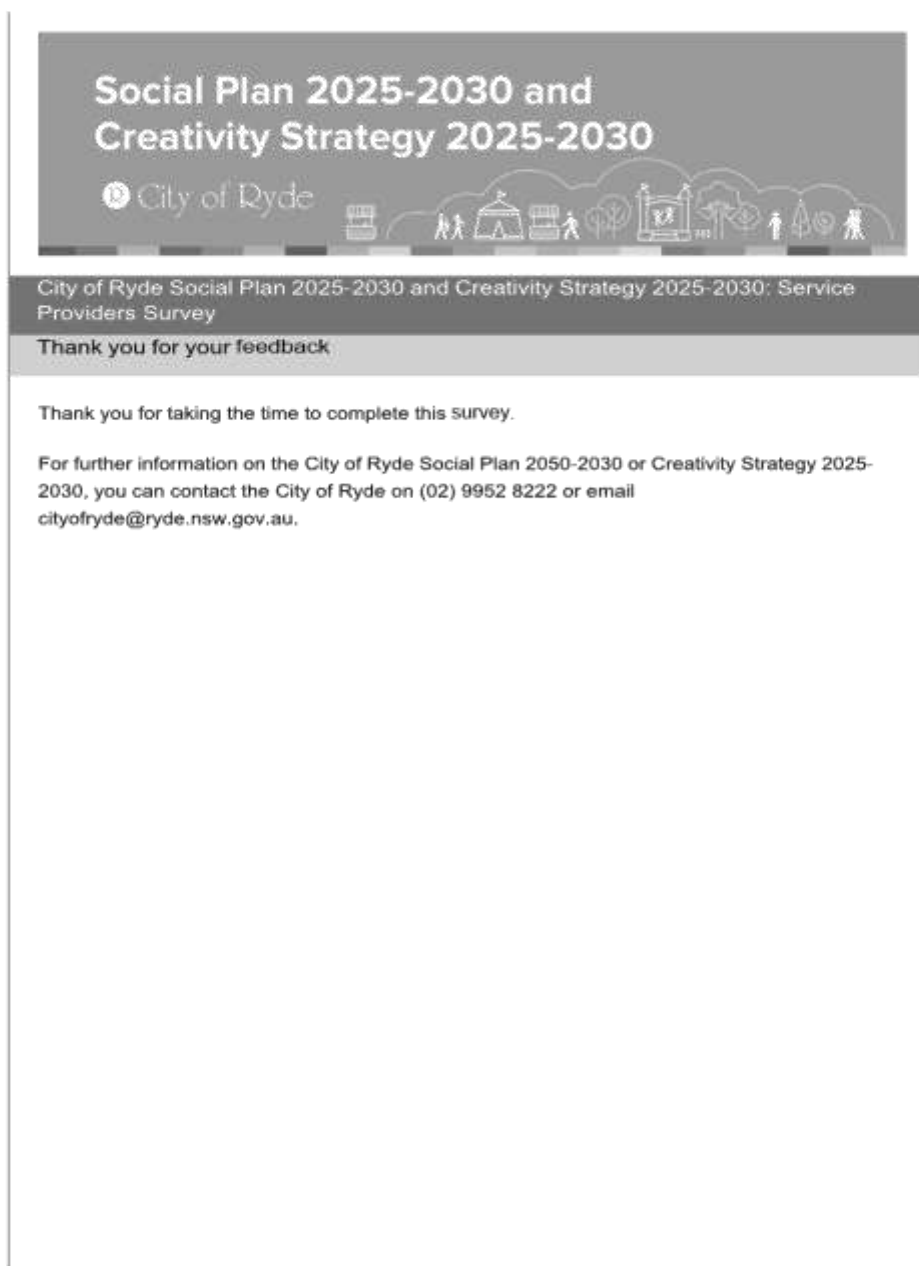 Social Plan 2025-2030 and
Creativity Strategy 2025-2030
R City of Ryde
City of Ryde Social Plan 2025-2030 and Creativity Strategy 2025-2030: Service
Providers Survey
Thank you for your feedback
Thank you for taking the time to complete this survey.
For further information on the City of Ryde Social Plan 2050-2030 or Creativity Strategy 2025-
2030, you can contact the City of Ryde on (02) 9952 8222 or email
cityofryde@ryde.nsw.gov.au.